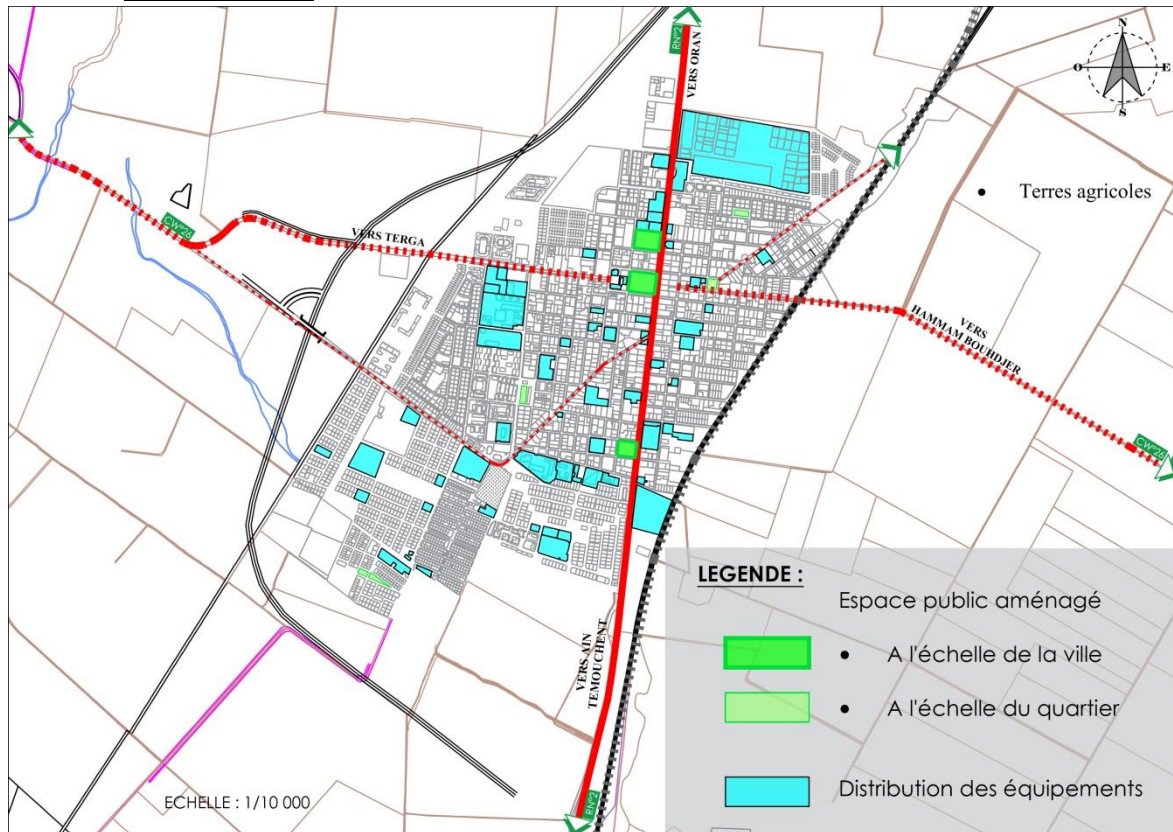 RN°2
VERS ORAN
N
O
E
S
• Terres agricoles
CW°26
VERS TERGA
VERS
HAMMAM BOUHDJER
CW°26
VERS AIN
TEMOUCHENT
RN°2
ECHELLE : 1/10 000
LEGENDE :
Espace public aménagé
• A l'échelle de la ville
• A l'échelle du quartier
Distribution des équipements